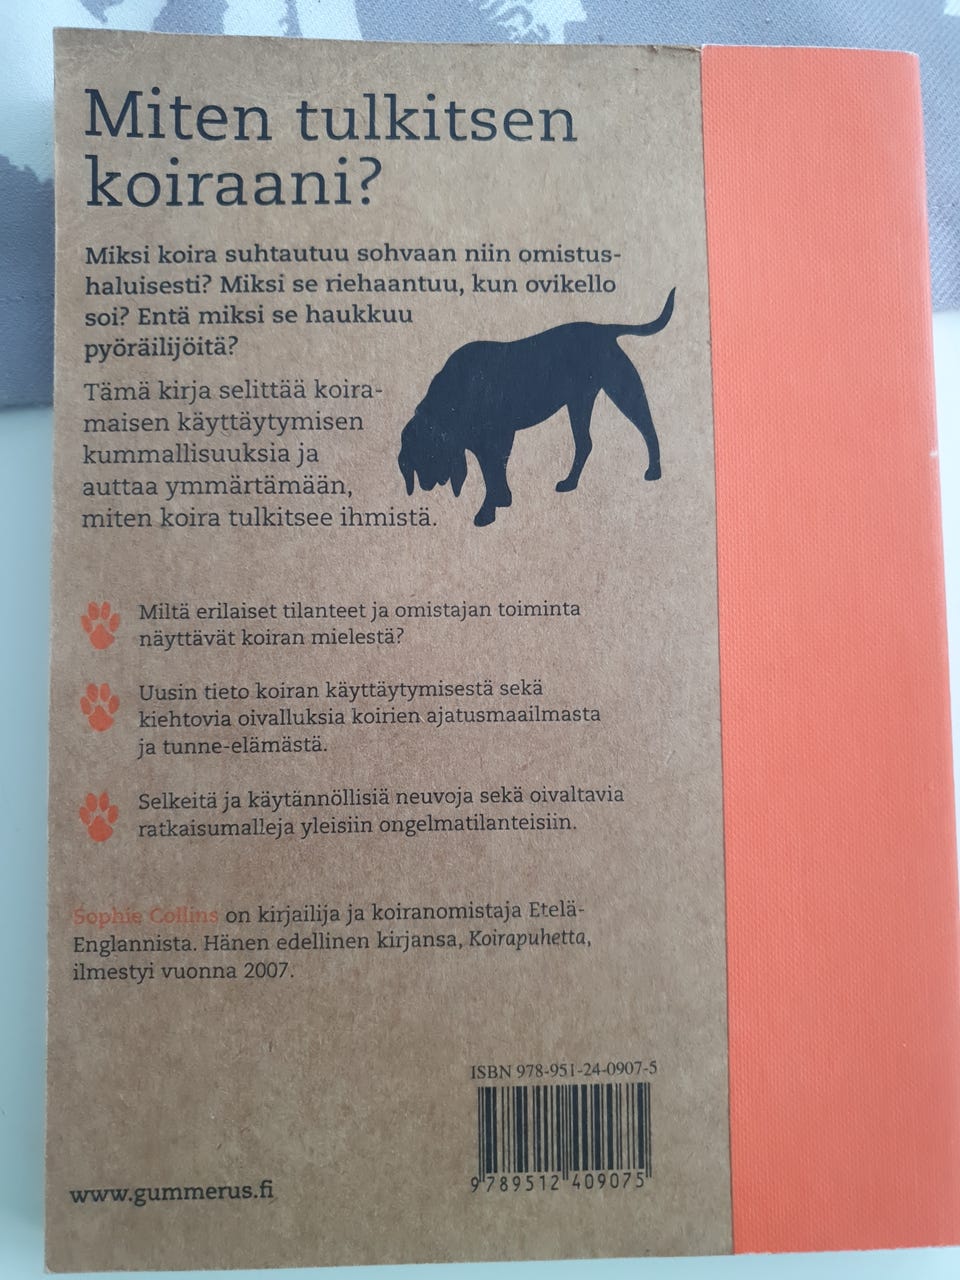 Miten tulkitsen
koiraani?
Miksi koira suhtautuu sohvaan niin omistus-
haluisesti? Miksi se riehaantuu, kun ovikello
soi? Entä miksi se haukkuu
pyöräilijöitä?
Tämä kirja selittää koira-
maisen käyttäytymisen
kummallisuuksia ja
auttaa ymmärtämään,
miten koira tulkitsee ihmistä.
Miltä erilaiset tilanteet ja omistajan toiminta
näyttävät koiran mielestä?
Uusin tieto koiran käyttäytymisestä sekä
kiehtovia oivalluksia koirien ajatusmaailmasta
ja tunne-elämästä.
Selkeitä ja käytännöllisiä neuvoja sekä oivaltavia
ratkaisumalleja yleisiin ongelmatilanteisiin.
Sophie Collins on kirjailija ja koiranomistaja Etelä-
Englannista. Hänen edellinen kirjansa, Koirapuhetta,
ilmestyi vuonna 2007.
ISBN 978-951-24-0907-5
9 789512 409075
www.gummerus.fi